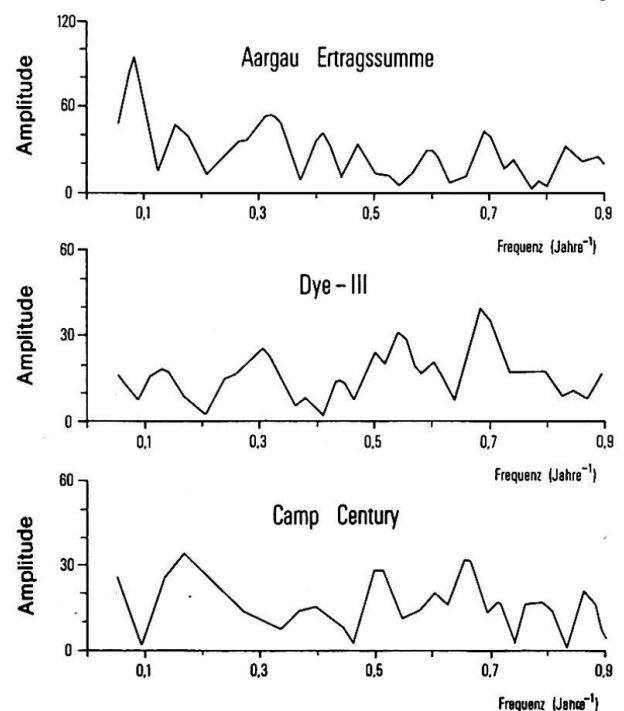 Aargau Ertragssumme
Amplitude
120
60
0
0,1 0,3 0,5 0,7 0,9
Frequenz (Jahre⁻¹)
Dye-III
Amplitude
60
30
0
0,1 0,3 0,5 0,7 0,9
Frequenz (Jahre⁻¹)
Camp Century
Amplitude
60
30
0
0,1 0,3 0,5 0,7 0,9
Frequenz (Jahre⁻¹)